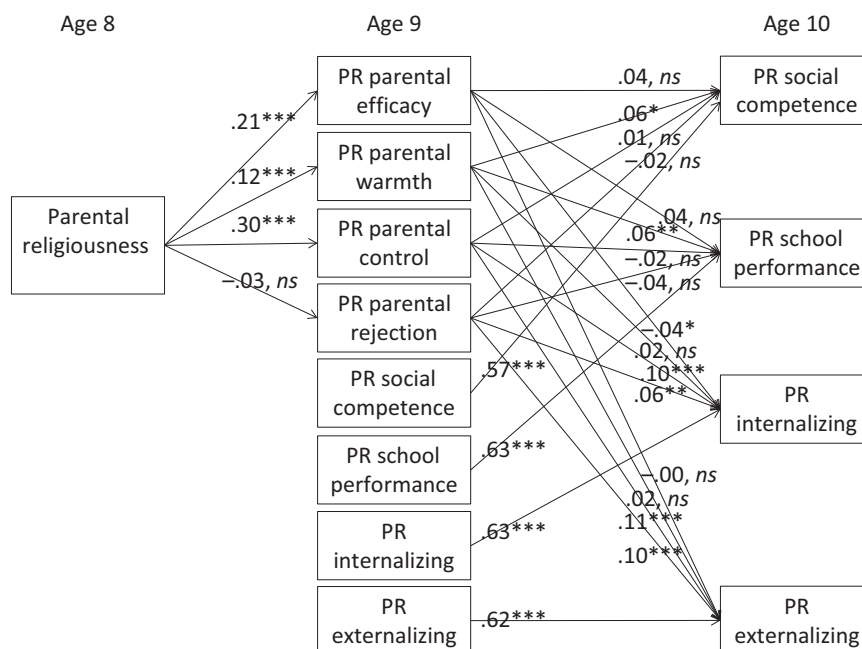 Age 8
Age 9
Age 10
PR parental
efficacy
.04, ns
PR social
competence
.21***
.06*
.01, ns
−.02, ns
PR parental
warmth
.12***
Parental
religiousness
.30***
PR parental
control
.04, ns
.06**
−.02, ns
−.04, ns
PR school
performance
−.03, ns
PR parental
rejection
−.04*
.02, ns
.10***
.06**
PR social
competence
.57***
PR
internalizing
PR school
performance
.63***
−.00, ns
.02, ns
.11***
.10***
PR
internalizing
.63***
PR
externalizing
.62***
PR
externalizing